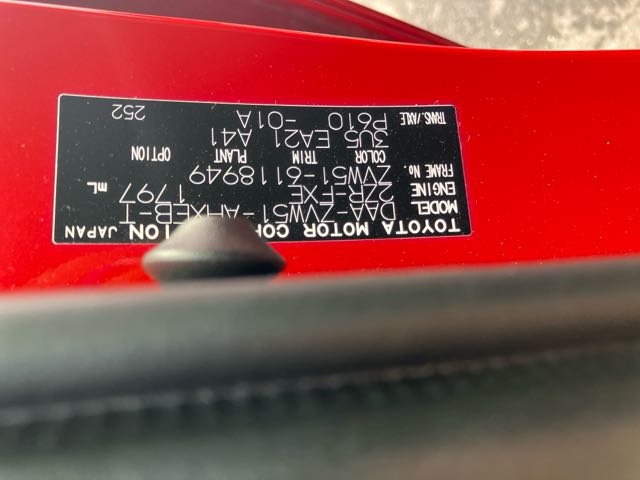 TOYOTA MOTOR CORPORATION JAPAN
MODEL DAA-ZVW51-AHXEB-T
ENGINE 2ZR-FXE 1797 mL
FRAME No. ZVW51-6118949
COLOR TRIM PLANT OPTION
3U5 EA21 A41
TRANS./AXLE P610 -01A 252